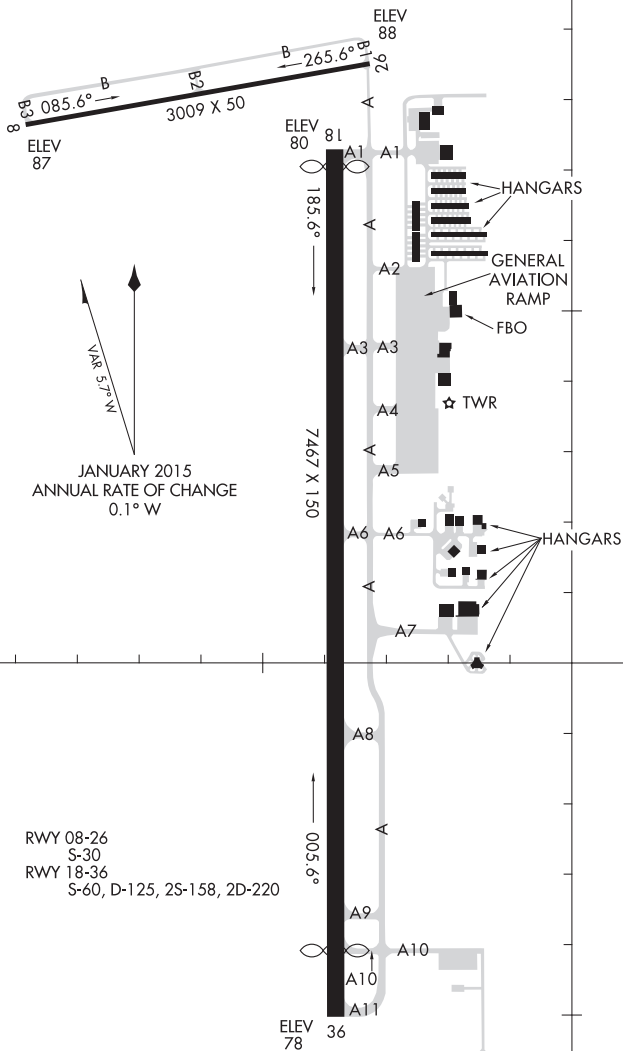 ELEV
88
B1
26
265.6°
B
B2
B
085.6°
B3
8
3009 X 50
ELEV
87
A
ELEV
80
18
A1
A1
HANGARS
185.6°
A
A2
GENERAL
AVIATION
RAMP
FBO
A3
A3
VAR 5.7° W
A4
TWR
7467 X 150
A
A5
JANUARY 2015
ANNUAL RATE OF CHANGE
0.1° W
A6
A6
HANGARS
A
A7
A8
005.6°
A
RWY 08-26
S-30
RWY 18-36
S-60, D-125, 2S-158, 2D-220
A9
A10
A10
A11
ELEV
78
36